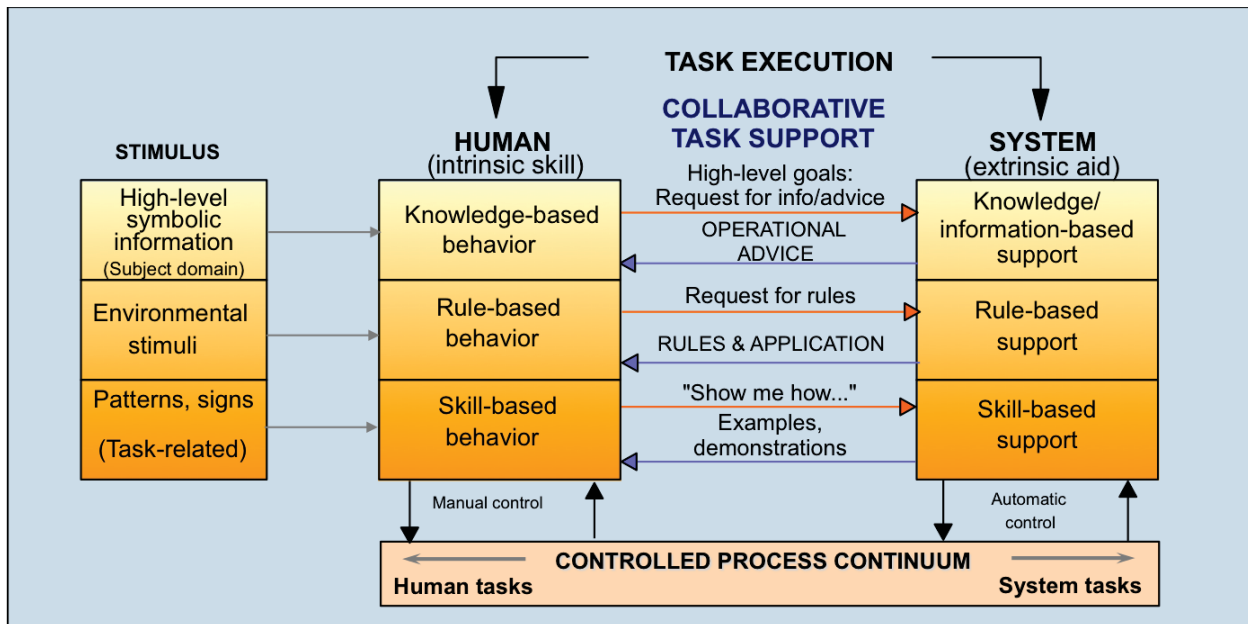 TASK EXECUTION
COLLABORATIVE
TASK SUPPORT
STIMULUS
High-level
symbolic
information
(Subject domain)
Environmental
stimuli
Patterns, signs
(Task-related)
HUMAN
(intrinsic skill)
Knowledge-based
behavior
Rule-based
behavior
Skill-based
behavior
High-level goals:
Request for info/advice
OPERATIONAL
ADVICE
Request for rules
RULES & APPLICATION
"Show me how..."
Examples,
demonstrations
SYSTEM
(extrinsic aid)
Knowledge/
information-based
support
Rule-based
support
Skill-based
support
Manual control
Automatic
control
CONTROLLED PROCESS CONTINUUM
Human tasks
System tasks